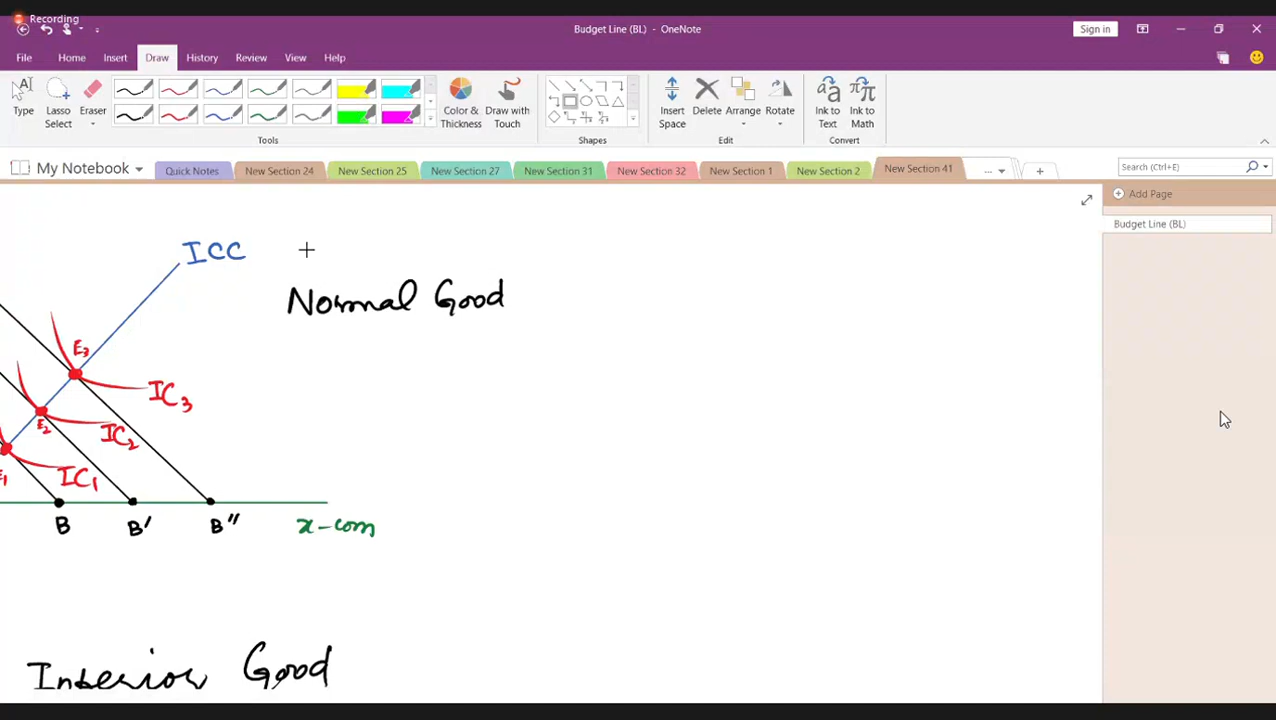 Recording
Budget Line (BL) - OneNote
Sign in
File Home Insert Draw History Review View Help
Type Lasso Select Eraser Color & Thickness Draw with Touch Insert Space Delete Arrange Rotate Ink to Text Ink to Math
Tools Shapes Edit Convert
My Notebook Quick Notes New Section 24 New Section 25 New Section 27 New Section 31 New Section 32 New Section 1 New Section 2 New Section 41 ... Search (Ctrl+E)
Add Page
Budget Line (BL)
ICC
Normal Good
E3
IC3
E2
IC2
E1
IC1
B B' B" x-com
Interior Good